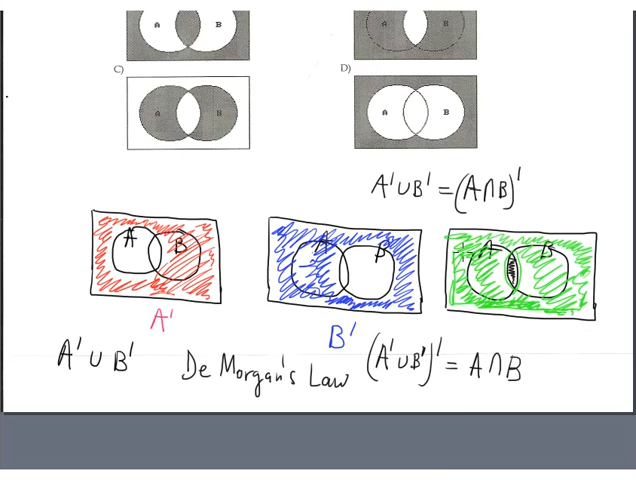 A B
A B
C)
D)
A B
A B
A' ∪ B' = (A ∩ B)'
A B
A B
A B
A'
B'
A' ∪ B' De Morgan's Law (A' ∪ B')' = A ∩ B